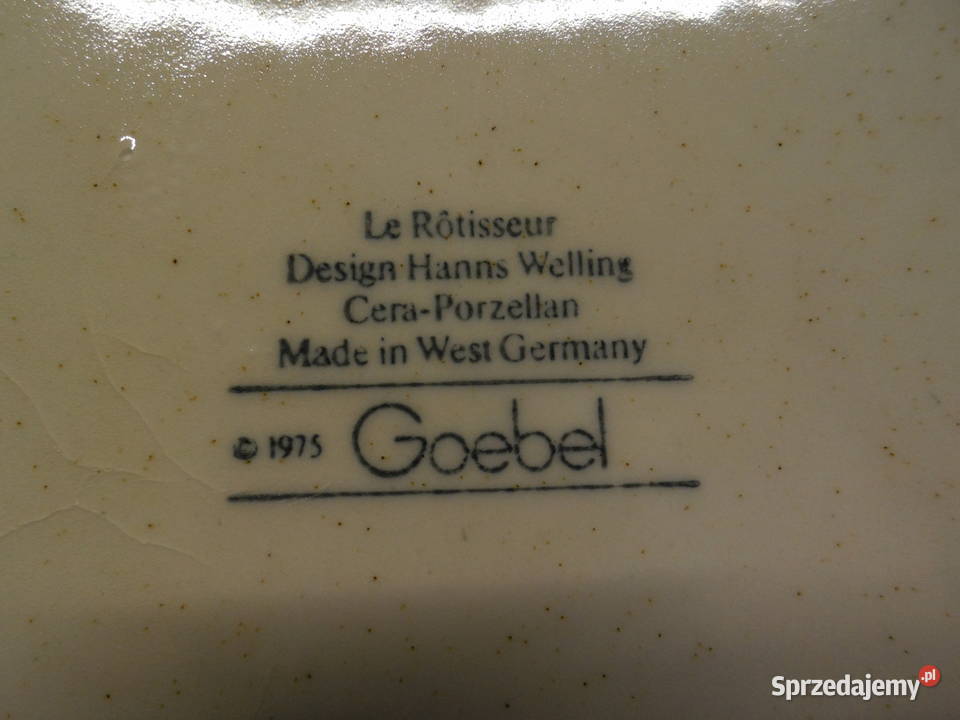 Le Rôtisseur
Design Hanns Welling
Cera-Porzellan
Made in West Germany
© 1975 Goebel
Sprzedajemy.pl